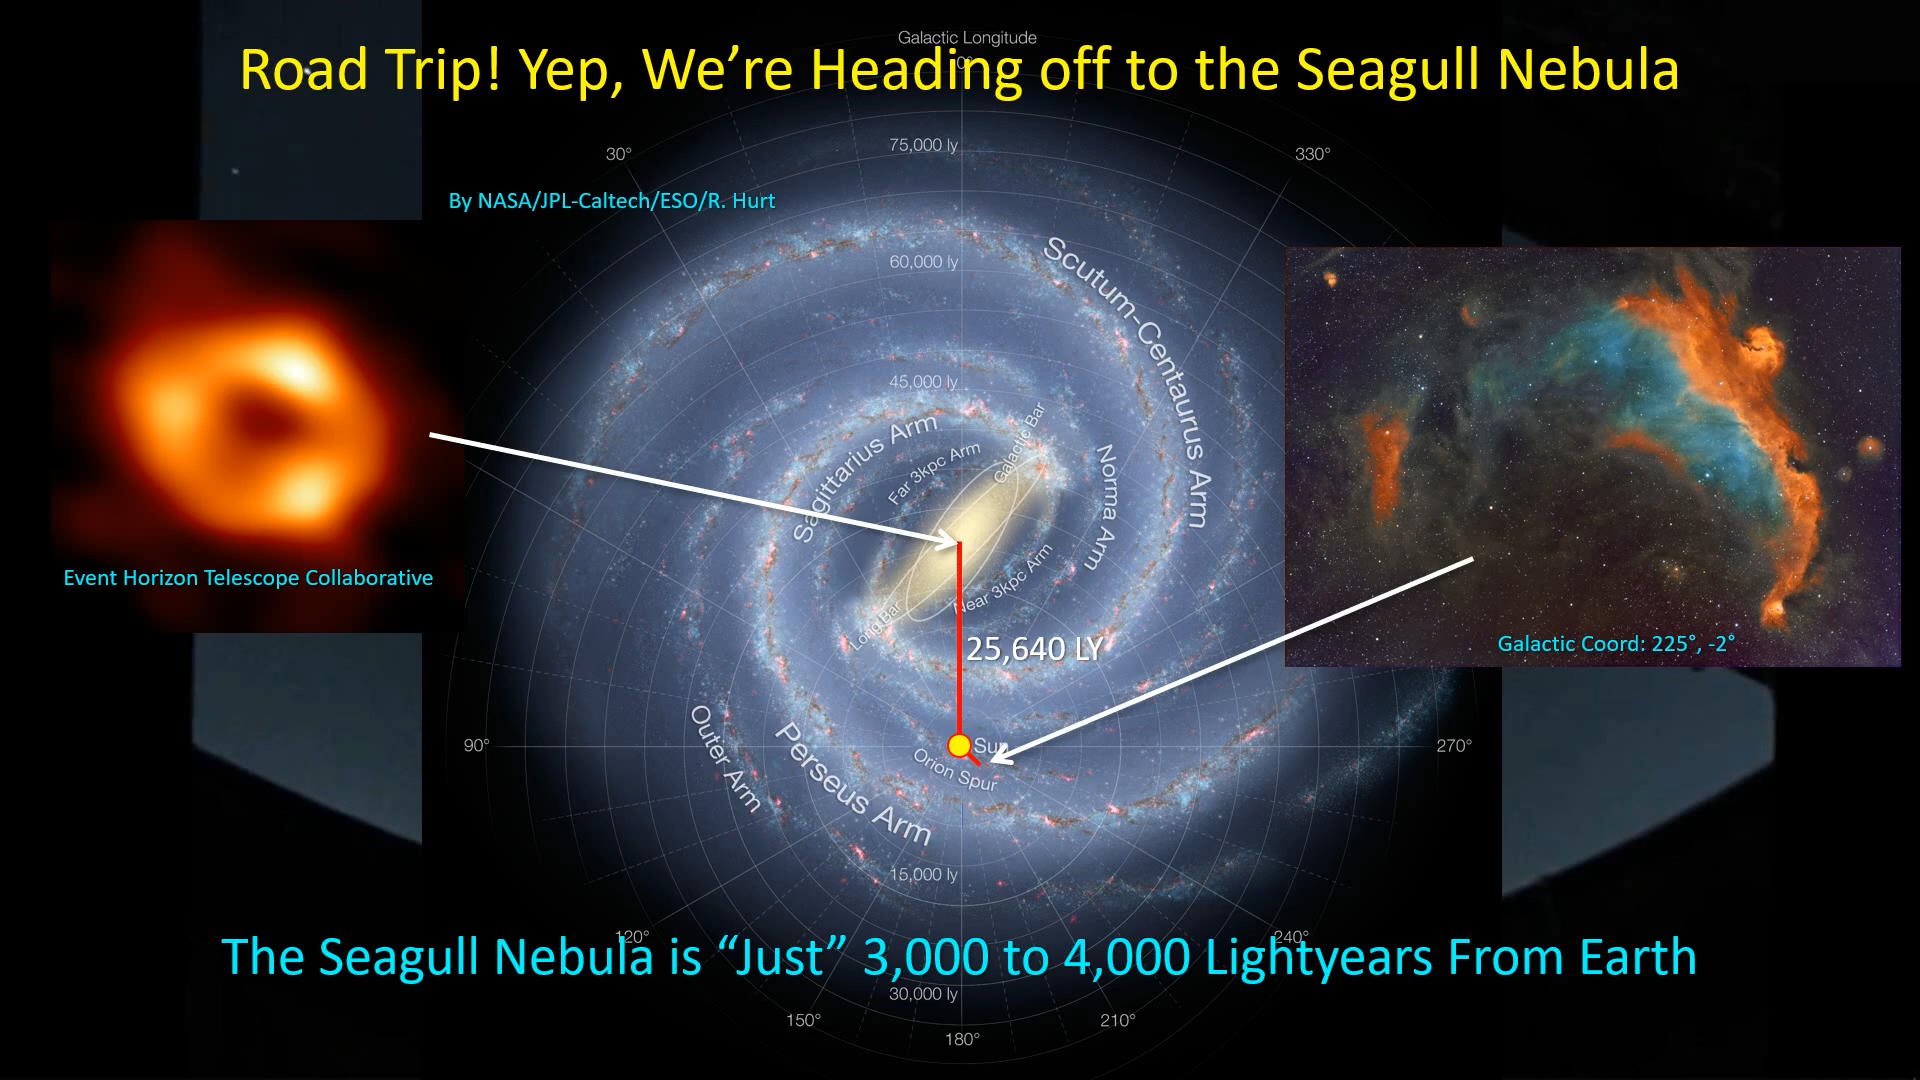 Galactic Longitude
0°
Road Trip! Yep, We’re Heading off to the Seagull Nebula
75,000 ly
30°
330°
By NASA/JPL-Caltech/ESO/R. Hurt
60,000 ly
Scutum-Centaurus Arm
45,000 ly
Sagittarius Arm
Far 3kpc Arm
Galactic Bar
Norma Arm
Event Horizon Telescope Collaborative
Near 3kpc Arm
Long Bar
25,640 LY
Galactic Coord: 225°, -2°
90°
Sun
270°
Orion Spur
Outer Arm
Perseus Arm
15,000 ly
120°
240°
The Seagull Nebula is “Just” 3,000 to 4,000 Lightyears From Earth
30,000 ly
150°
210°
180°